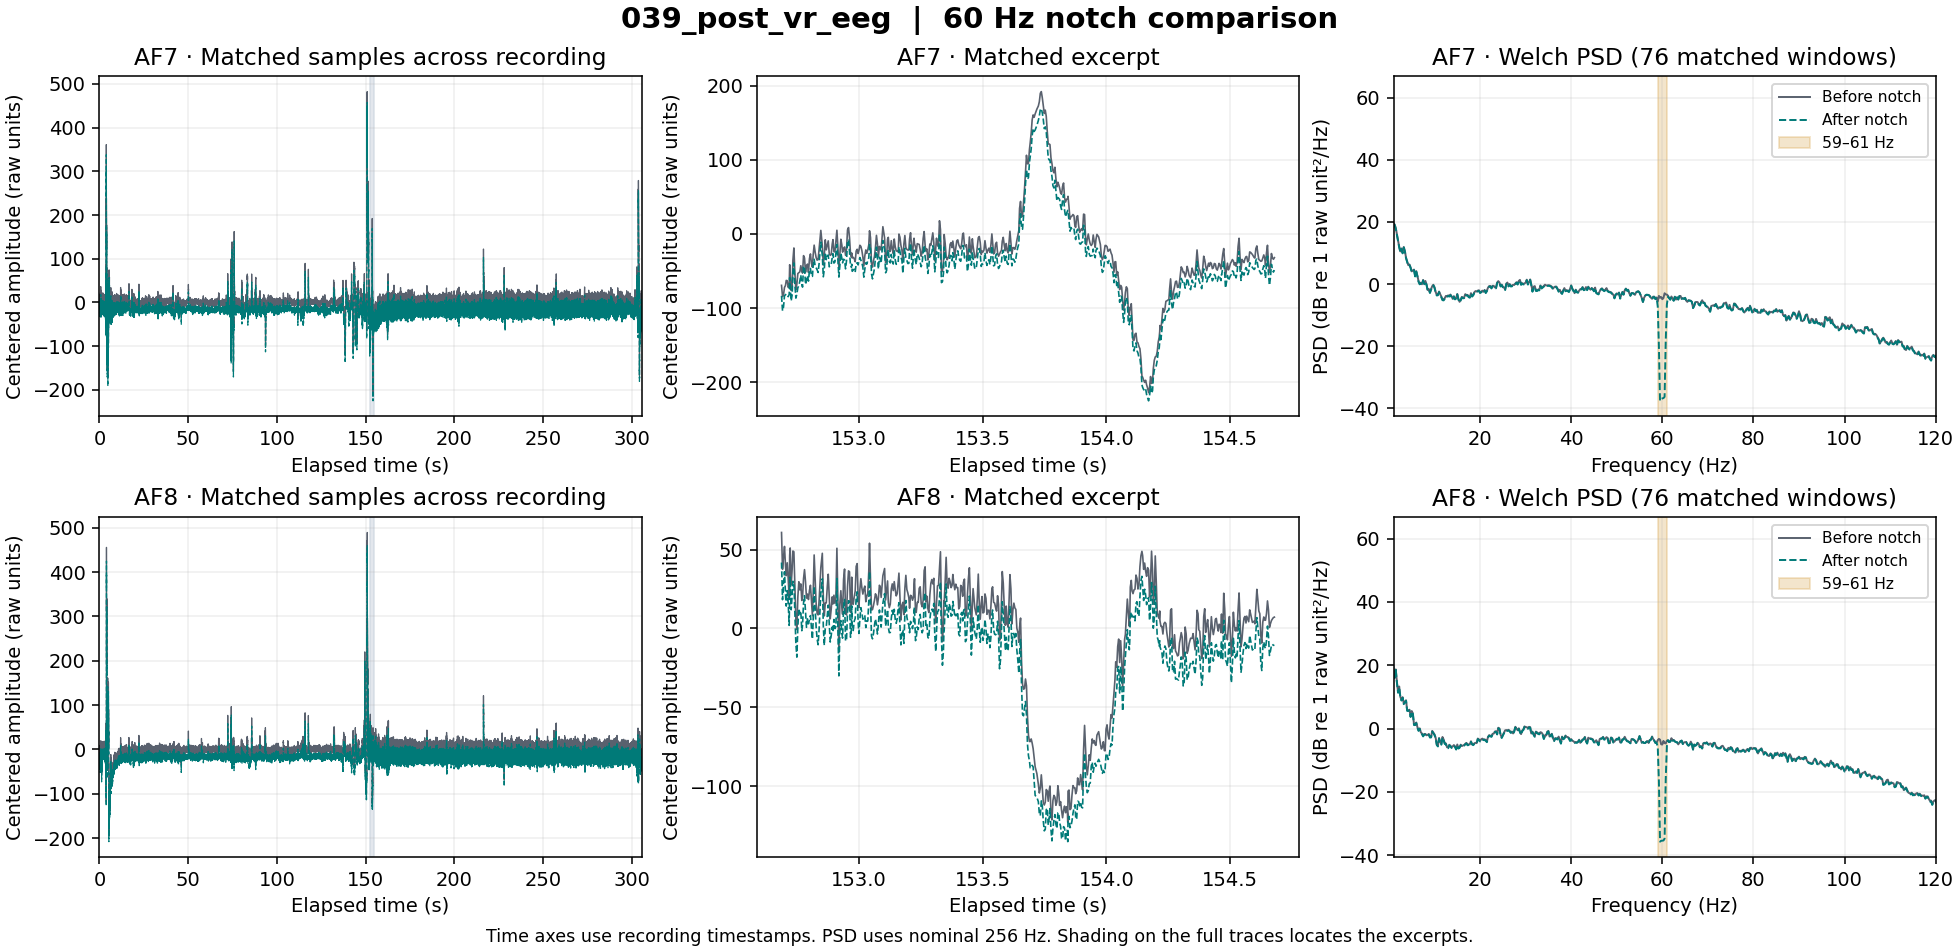 039_post_vr_eeg  |  60 Hz notch comparison
AF7 · Matched samples across recording
Centered amplitude (raw units)
500
400
300
200
100
0
−100
−200
0 50 100 150 200 250 300
Elapsed time (s)
AF7 · Matched excerpt
Centered amplitude (raw units)
200
100
0
−100
−200
153.0 153.5 154.0 154.5
Elapsed time (s)
AF7 · Welch PSD (76 matched windows)
PSD (dB re 1 raw unit²/Hz)
60
40
20
0
−20
−40
Before notch
After notch
59–61 Hz
20 40 60 80 100 120
Frequency (Hz)
AF8 · Matched samples across recording
Centered amplitude (raw units)
500
400
300
200
100
0
−100
−200
0 50 100 150 200 250 300
Elapsed time (s)
AF8 · Matched excerpt
Centered amplitude (raw units)
50
0
−50
−100
153.0 153.5 154.0 154.5
Elapsed time (s)
AF8 · Welch PSD (76 matched windows)
PSD (dB re 1 raw unit²/Hz)
60
40
20
0
−20
−40
Before notch
After notch
59–61 Hz
20 40 60 80 100 120
Frequency (Hz)
Time axes use recording timestamps. PSD uses nominal 256 Hz. Shading on the full traces locates the excerpts.